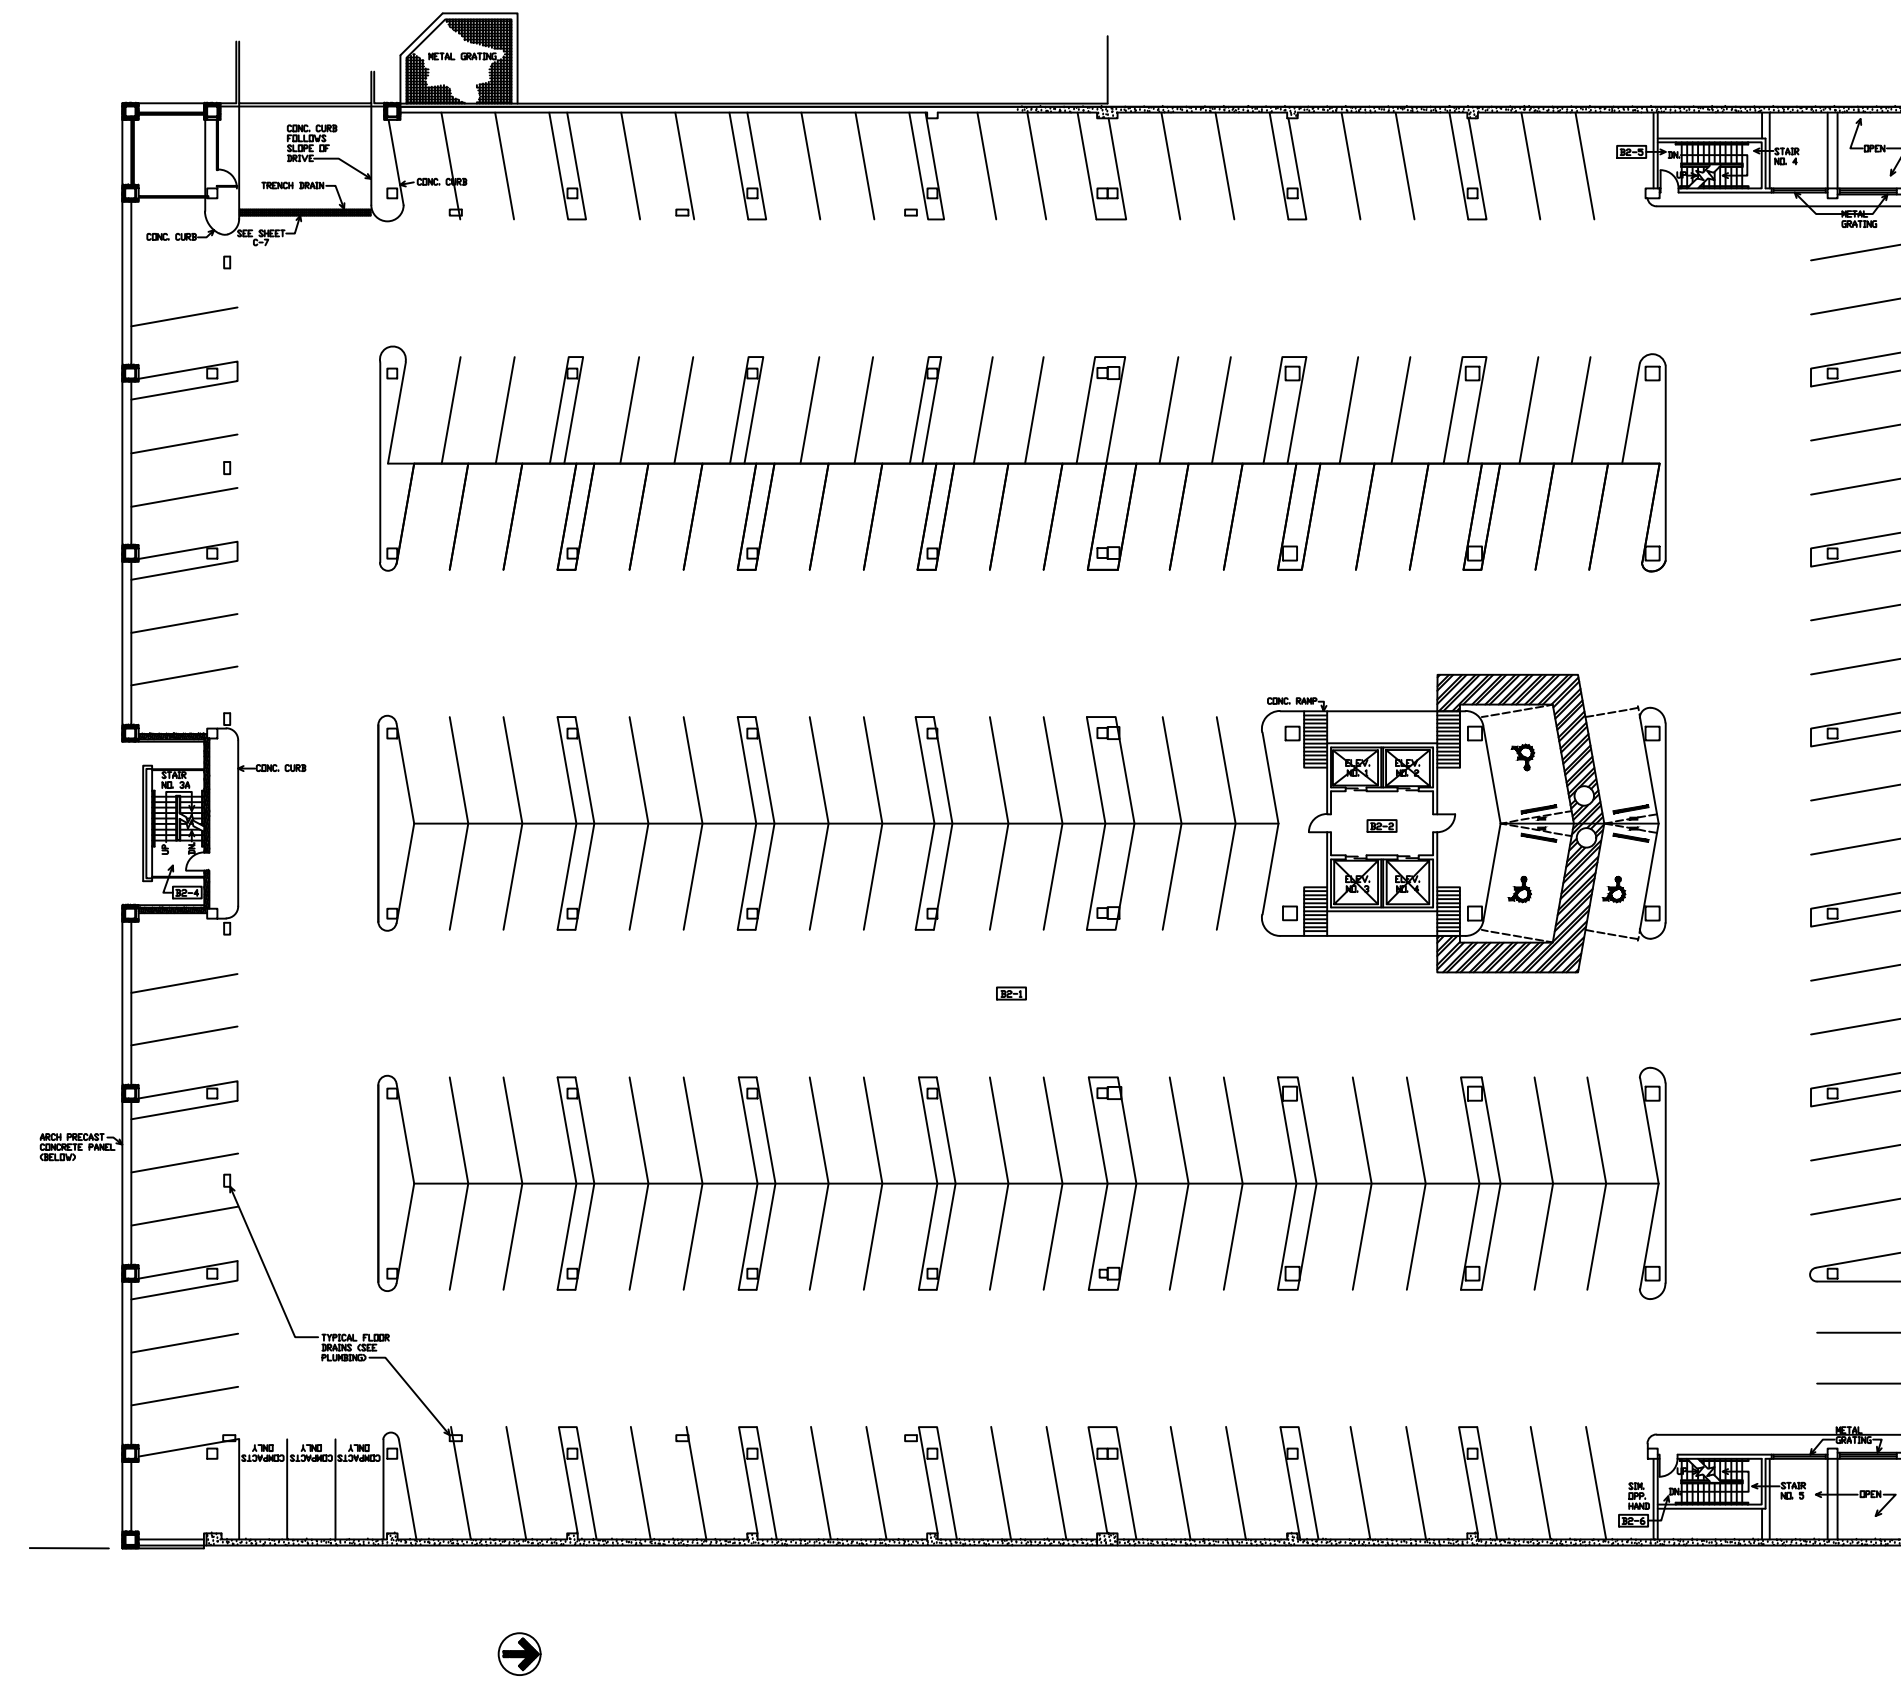 METAL GRATING
CONC. CURB
FOLLOWS
SLOPE OF
DRIVE
TRENCH DRAIN
CONC. CURB
CONC. CURB
SEE SHEET
C-7
B2-5
DN.
UP
STAIR
NO. 4
OPEN
METAL
GRATING
CONC. RAMP
ELEV.
NO. 1
ELEV.
NO. 2
B2-2
ELEV.
NO. 3
ELEV.
NO. 4
CONC. CURB
STAIR
NO. 3A
UP
DN.
B2-4
B2-1
ARCH PRECAST
CONCRETE PANEL
(BELOW)
TYPICAL FLOOR
DRAINS (SEE
PLUMBING)
COMPACTS
ONLY
COMPACTS
ONLY
COMPACTS
ONLY
METAL
GRATING
UP
DN.
SIM.
OPP.
HAND
B2-6
STAIR
NO. 5
OPEN